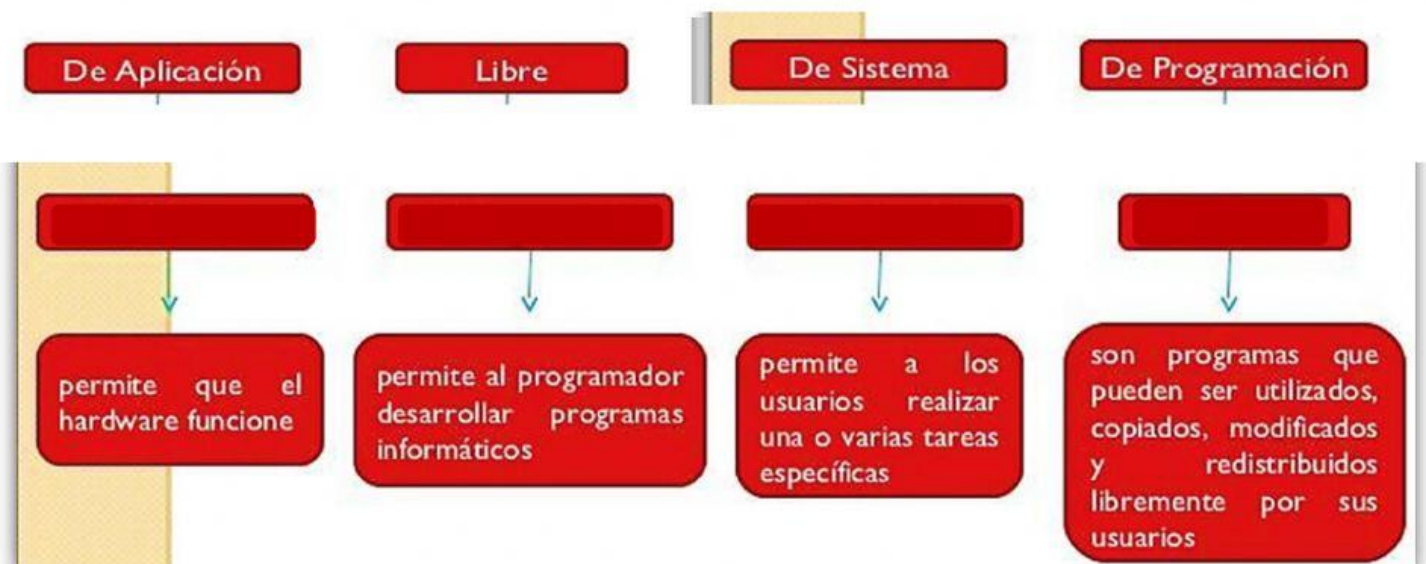 De Aplicación
Libre
De Sistema
De Programación
permite que el
hardware funcione
permite al programador
desarrollar programas
informáticos
permite a los
usuarios realizar
una o varias tareas
específicas
son programas que
pueden ser utilizados,
copiados, modificados
y redistribuidos
libremente por sus
usuarios